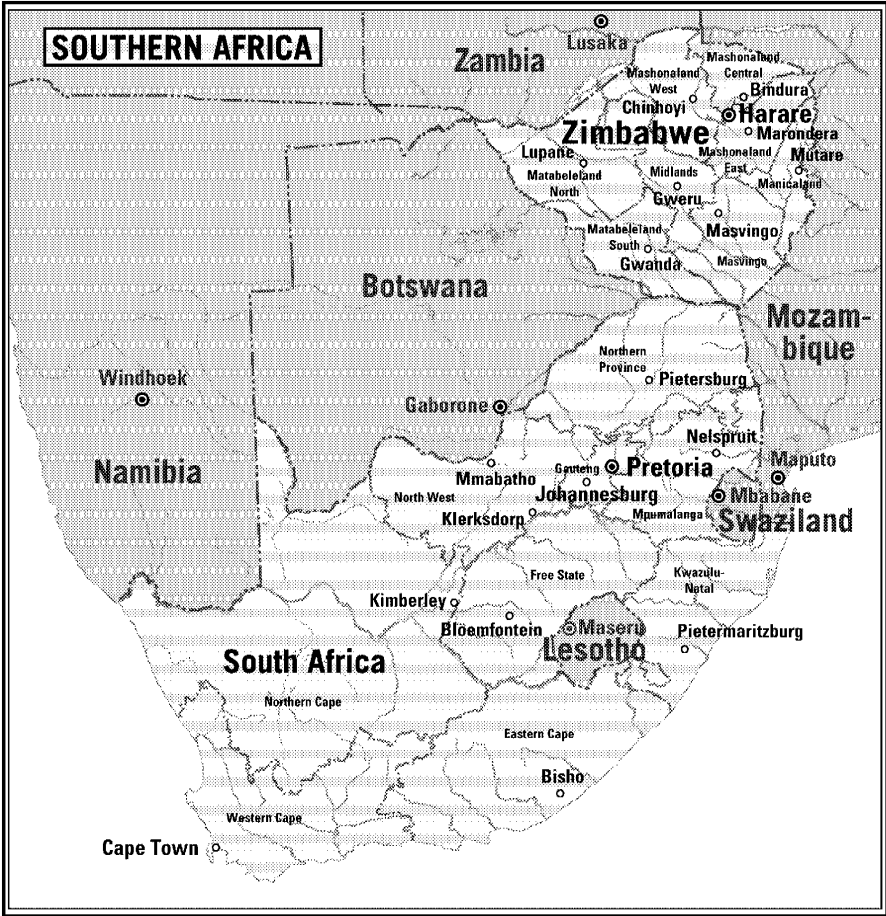 SOUTHERN AFRICA
Lusaka
Zambia
Mashonaland
Central
Mashonaland
West
Bindura
Chinhoyi
Harare
Zimbabwe
Marondera
Lupane
Mashonaland
East
Mutare
Matabeleland
North
Midlands
Manicaland
Gweru
Masvingo
Matabeleland
South
Gwanda
Masvingo
Botswana
Mozam-
bique
Northern
Province
Windhoek
Pietersburg
Gaborone
Nelspruit
Namibia
Mmabatho
Gauteng
Pretoria
Maputo
North West
Johannesburg
Mbabane
Klerksdorp
Mpumalanga
Swaziland
Free State
Kwazulu-
Natal
Kimberley
Bloemfontein
Maseru
Pietermaritzburg
Lesotho
South Africa
Northern Cape
Eastern Cape
Bisho
Western Cape
Cape Town